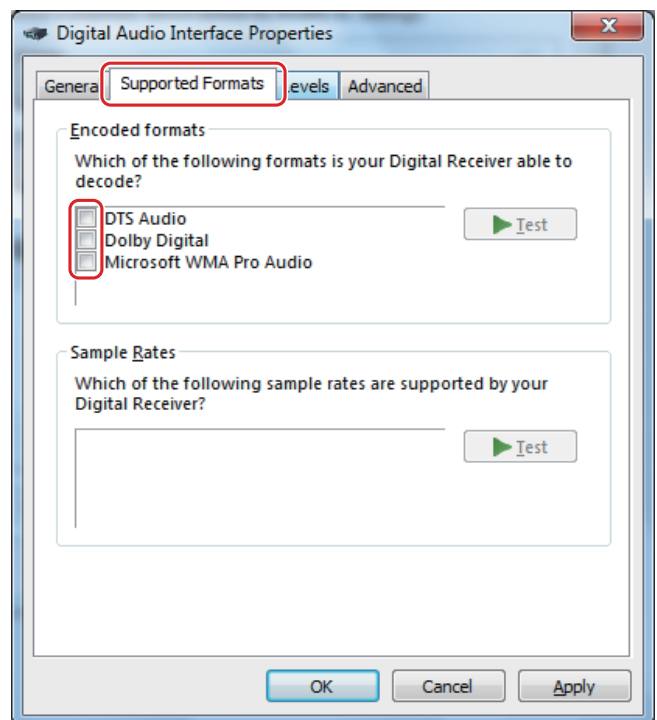 Digital Audio Interface Properties
General Supported Formats Levels Advanced
Encoded formats
Which of the following formats is your Digital Receiver able to
decode?
DTS Audio
Test
Dolby Digital
Microsoft WMA Pro Audio
Sample Rates
Which of the following sample rates are supported by your
Digital Receiver?
Test
OK Cancel Apply